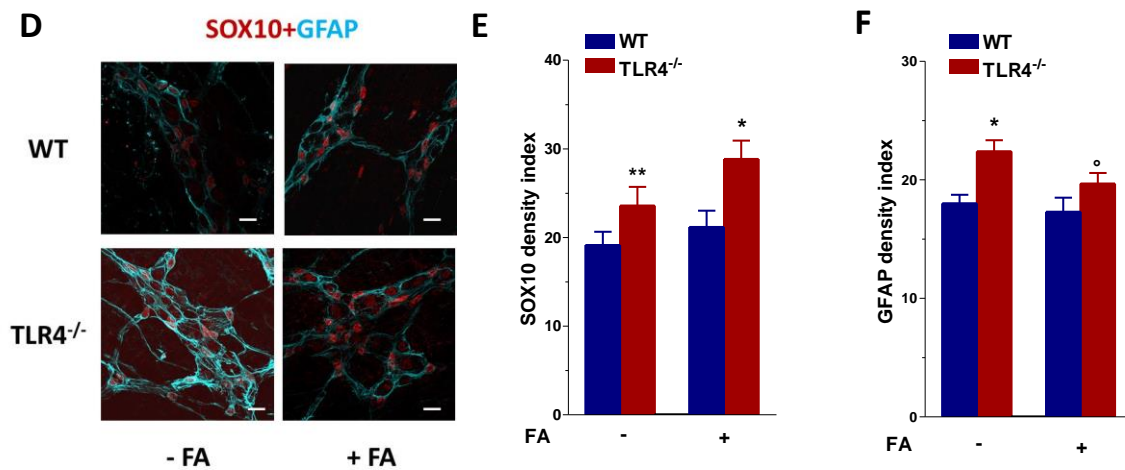 D
SOX10+GFAP
WT
TLR4-/-
- FA
+ FA
E
WT
TLR4-/-
SOX10 density index
40
30
20
10
0
**
*
FA
-
+
F
WT
TLR4-/-
GFAP density index
30
20
10
0
*
°
FA
-
+